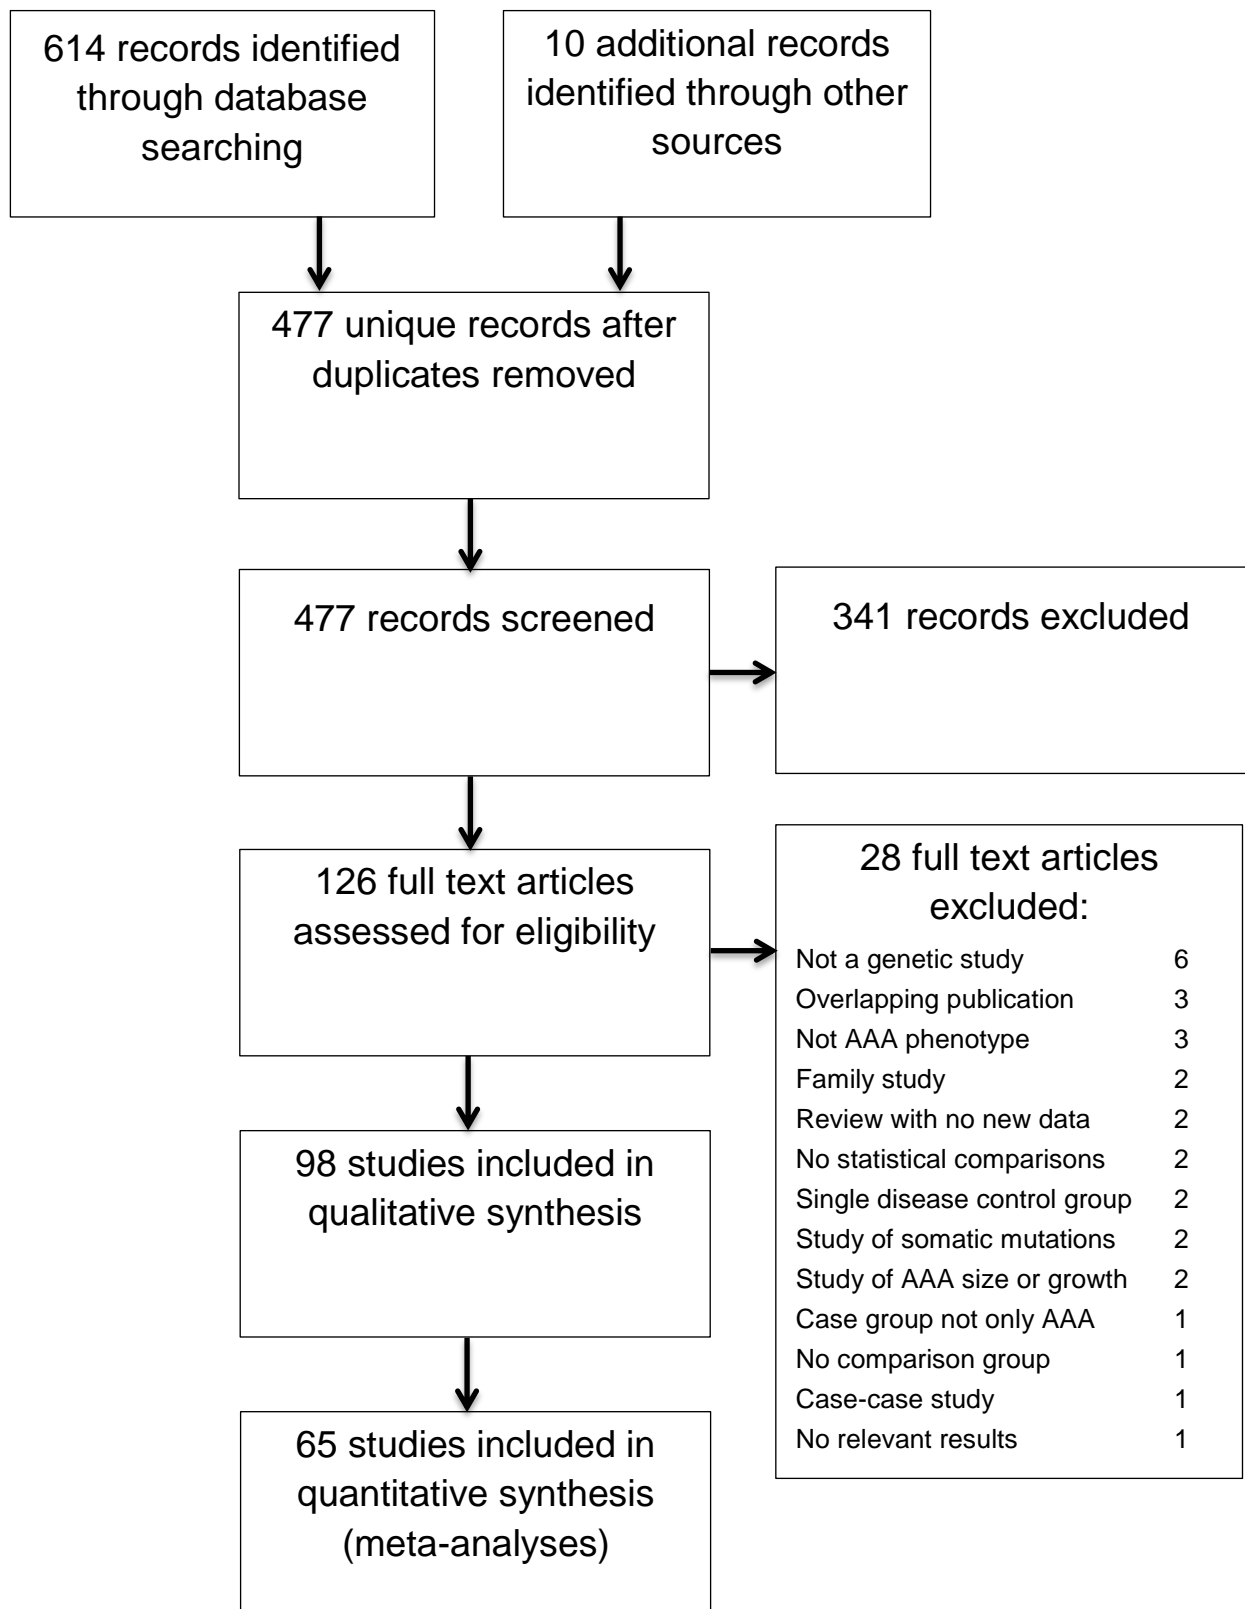 614 records identified
through database
searching
10 additional records
identified through other
sources
477 unique records after
duplicates removed
477 records screened
341 records excluded
126 full text articles
assessed for eligibility
28 full text articles
excluded:
Not a genetic study 6
Overlapping publication 3
Not AAA phenotype 3
Family study 2
Review with no new data 2
No statistical comparisons 2
Single disease control group 2
Study of somatic mutations 2
Study of AAA size or growth 2
Case group not only AAA 1
No comparison group 1
Case-case study 1
No relevant results 1
98 studies included in
qualitative synthesis
65 studies included in
quantitative synthesis
(meta-analyses)